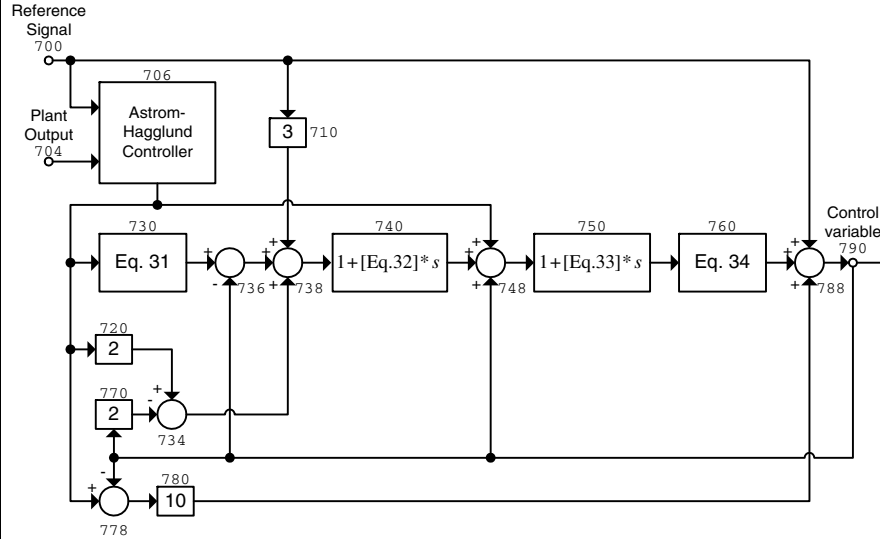 Reference
Signal
700
706
Astrom-
Hagglund
Controller
Plant
Output
704
3
710
730
Eq. 31
+
-
736
+
+
+
738
740
1+[Eq.32]*s
+
+
+
748
750
1+[Eq.33]*s
760
Eq. 34
+
+
+
788
Control
variable
790
720
2
770
2
+
-
734
-
+
778
780
10